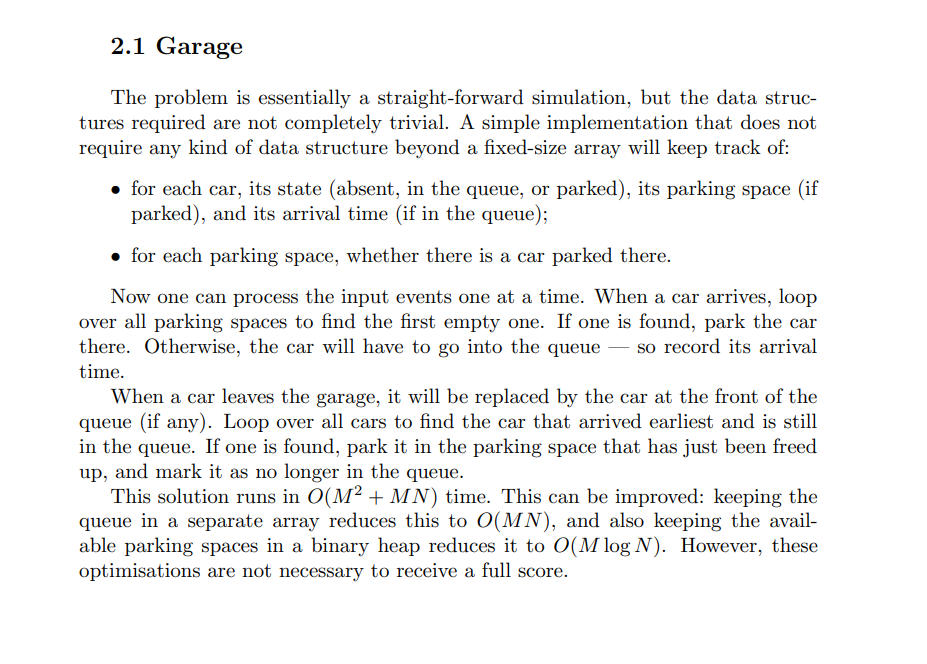 2.1 Garage
The problem is essentially a straight-forward simulation, but the data struc-
tures required are not completely trivial. A simple implementation that does not
require any kind of data structure beyond a fixed-size array will keep track of:
• for each car, its state (absent, in the queue, or parked), its parking space (if
parked), and its arrival time (if in the queue);
• for each parking space, whether there is a car parked there.
Now one can process the input events one at a time. When a car arrives, loop
over all parking spaces to find the first empty one. If one is found, park the car
there. Otherwise, the car will have to go into the queue — so record its arrival
time.
When a car leaves the garage, it will be replaced by the car at the front of the
queue (if any). Loop over all cars to find the car that arrived earliest and is still
in the queue. If one is found, park it in the parking space that has just been freed
up, and mark it as no longer in the queue.
This solution runs in O(M² + MN) time. This can be improved: keeping the
queue in a separate array reduces this to O(MN), and also keeping the avail-
able parking spaces in a binary heap reduces it to O(M log N). However, these
optimisations are not necessary to receive a full score.